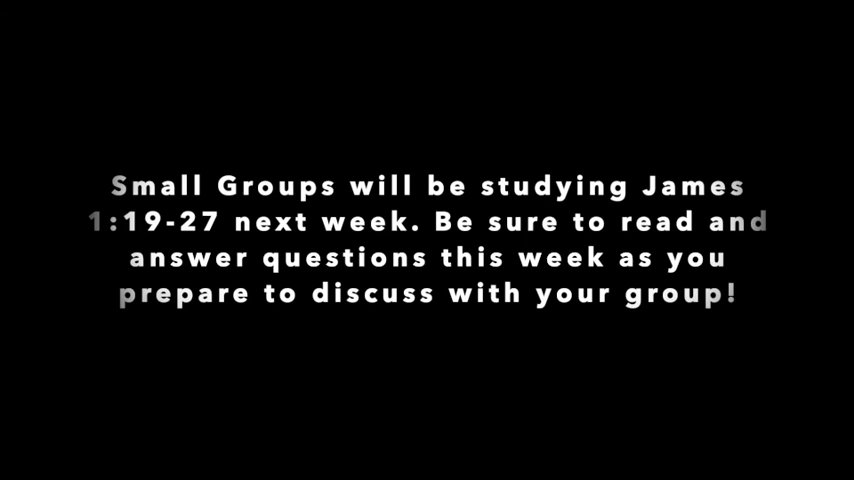 Small Groups will be studying James
1:19-27 next week. Be sure to read and
answer questions this week as you
prepare to discuss with your group!